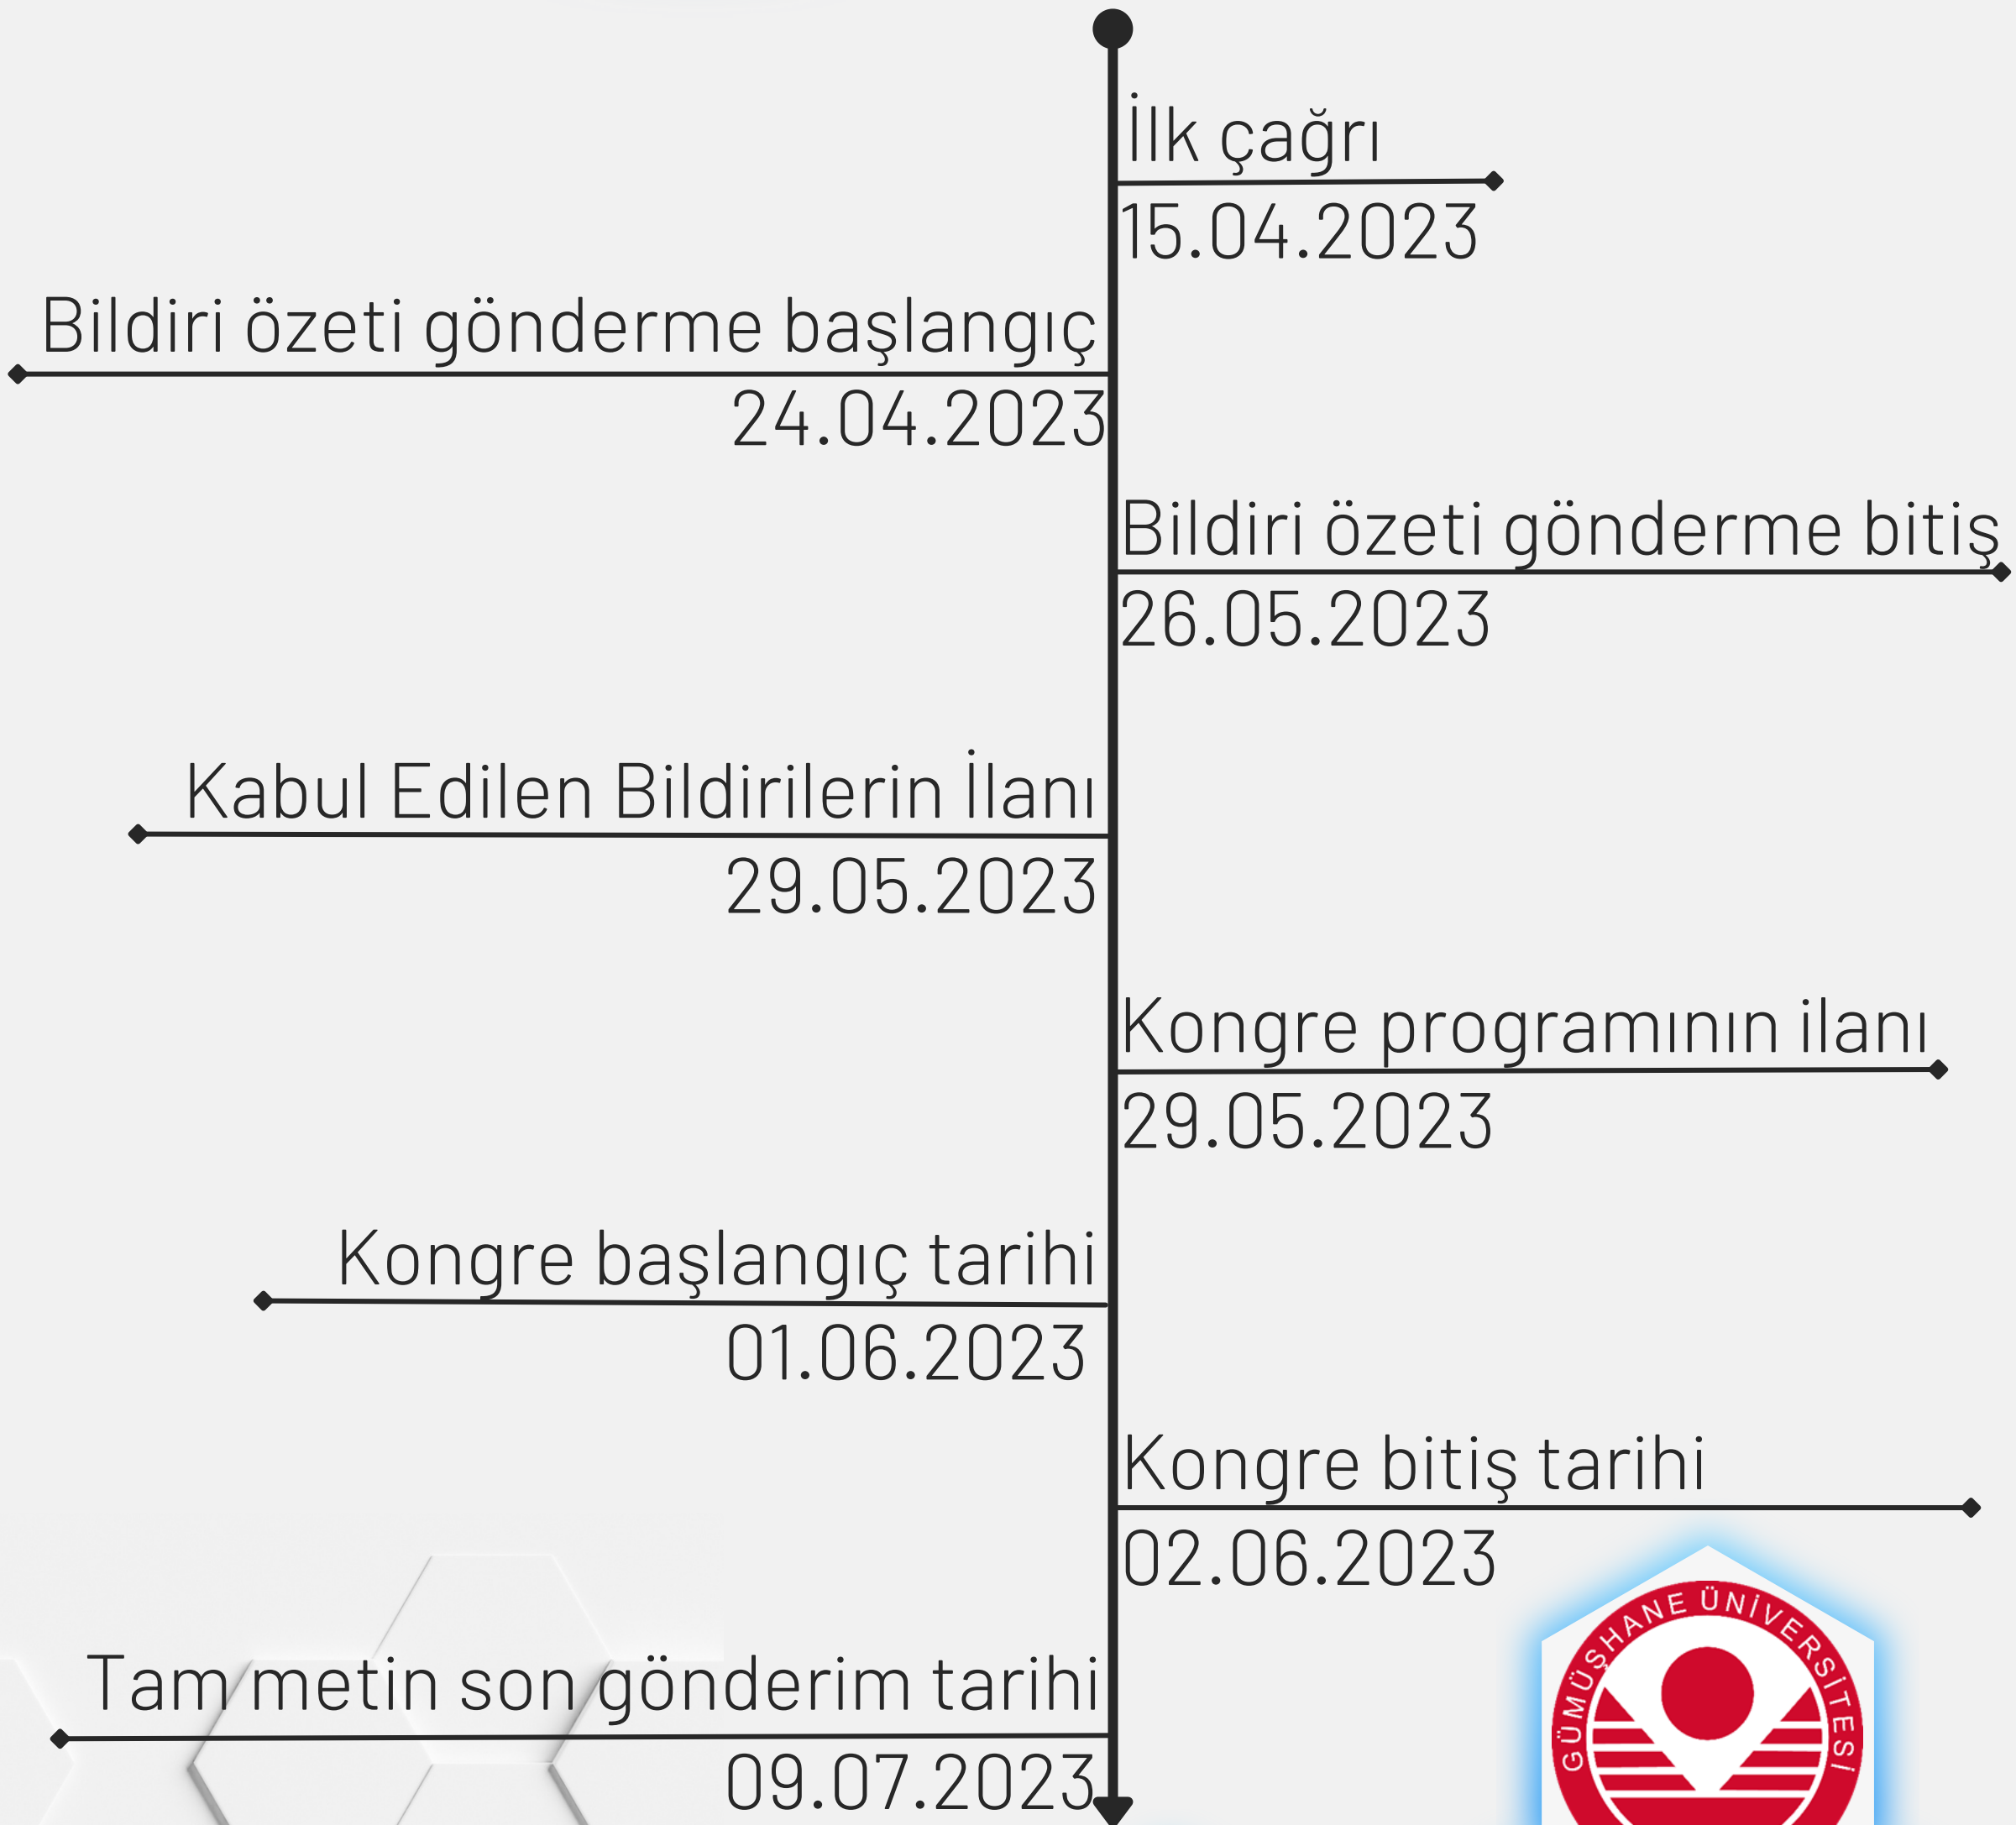 İlk çağrı
15.04.2023
Bildiri özeti gönderme başlangıç
24.04.2023
Bildiri özeti gönderme bitiş
26.05.2023
Kabul Edilen Bildirilerin İlanı
29.05.2023
Kongre programının ilanı
29.05.2023
Kongre başlangıç tarihi
01.06.2023
Kongre bitiş tarihi
02.06.2023
GÜMÜŞHANE ÜNİVERSİTESİ
Tam metin son gönderim tarihi
09.07.2023